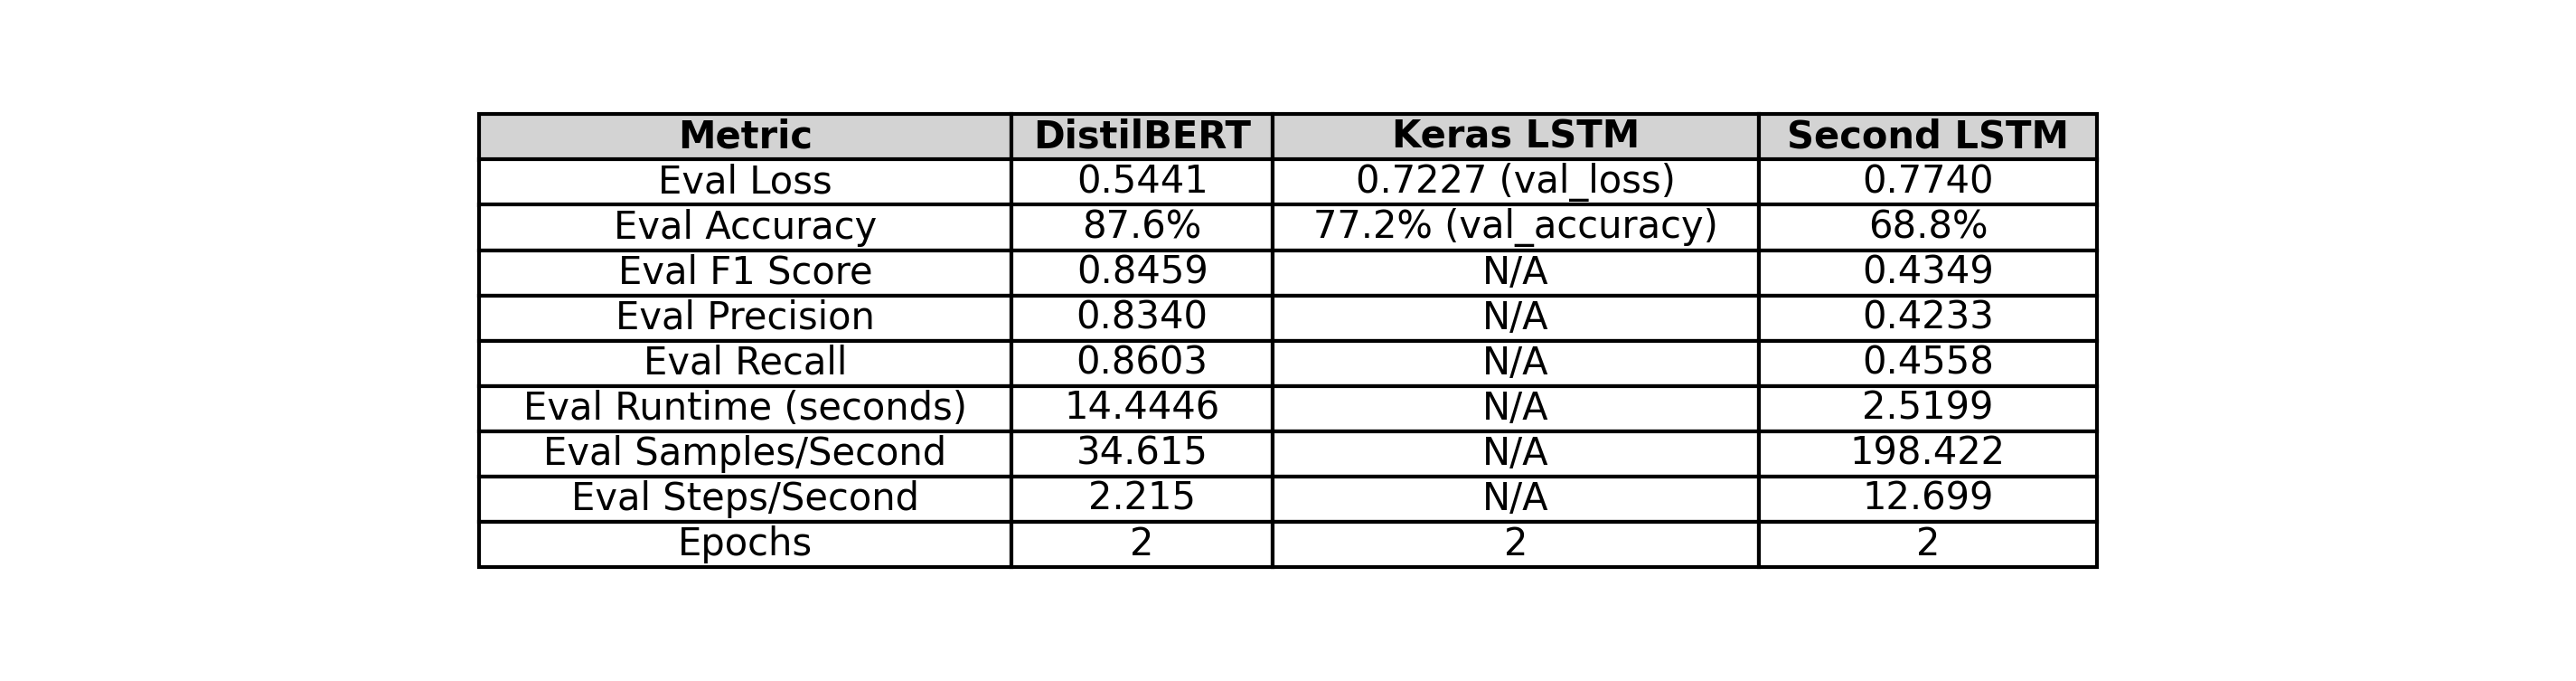 Metric DistilBERT Keras LSTM Second LSTM
Eval Loss 0.5441 0.7227 (val_loss) 0.7740
Eval Accuracy 87.6% 77.2% (val_accuracy) 68.8%
Eval F1 Score 0.8459 N/A 0.4349
Eval Precision 0.8340 N/A 0.4233
Eval Recall 0.8603 N/A 0.4558
Eval Runtime (seconds) 14.4446 N/A 2.5199
Eval Samples/Second 34.615 N/A 198.422
Eval Steps/Second 2.215 N/A 12.699
Epochs 2 2 2